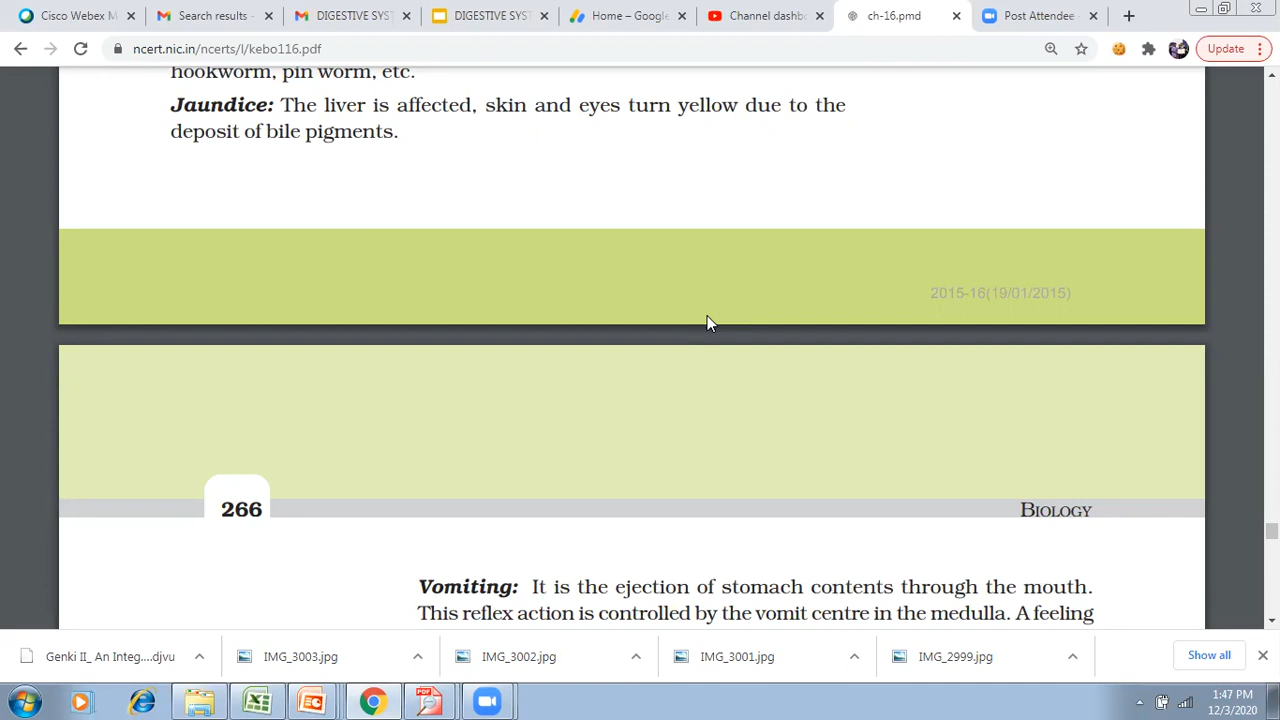 Cisco Webex M
Search results -
DIGESTIVE SYST
DIGESTIVE SYST
Home – Google
Channel dashbo
ch-16.pmd
Post Attendee
ncert.nic.in/ncerts/l/kebo116.pdf
Update
hookworm, pin worm, etc.
Jaundice: The liver is affected, skin and eyes turn yellow due to the
deposit of bile pigments.
2015-16(19/01/2015)
266
BIOLOGY
Vomiting: It is the ejection of stomach contents through the mouth.
This reflex action is controlled by the vomit centre in the medulla. A feeling
Genki II_ An Integ....djvu
IMG_3003.jpg
IMG_3002.jpg
IMG_3001.jpg
IMG_2999.jpg
Show all
1:47 PM
12/3/2020